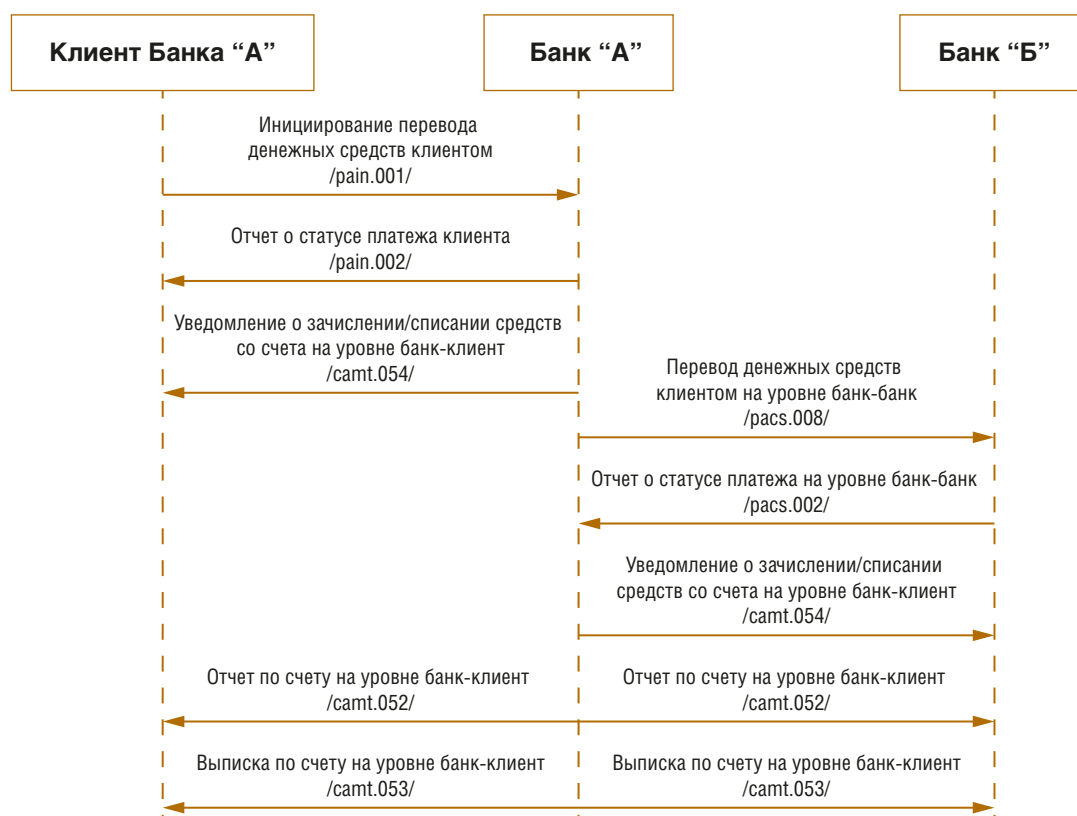 Клиент Банка “А”
Банк “А”
Банк “Б”
Инициирование перевода
денежных средств клиентом
/pain.001/
Отчет о статусе платежа клиента
/pain.002/
Уведомление о зачислении/списании средств
со счета на уровне банк-клиент
/camt.054/
Перевод денежных средств
клиентом на уровне банк-банк
/pacs.008/
Отчет о статусе платежа на уровне банк-банк
/pacs.002/
Уведомление о зачислении/списании
средств со счета на уровне банк-клиент
/camt.054/
Отчет по счету на уровне банк-клиент
/camt.052/
Отчет по счету на уровне банк-клиент
/camt.052/
Выписка по счету на уровне банк-клиент
/camt.053/
Выписка по счету на уровне банк-клиент
/camt.053/